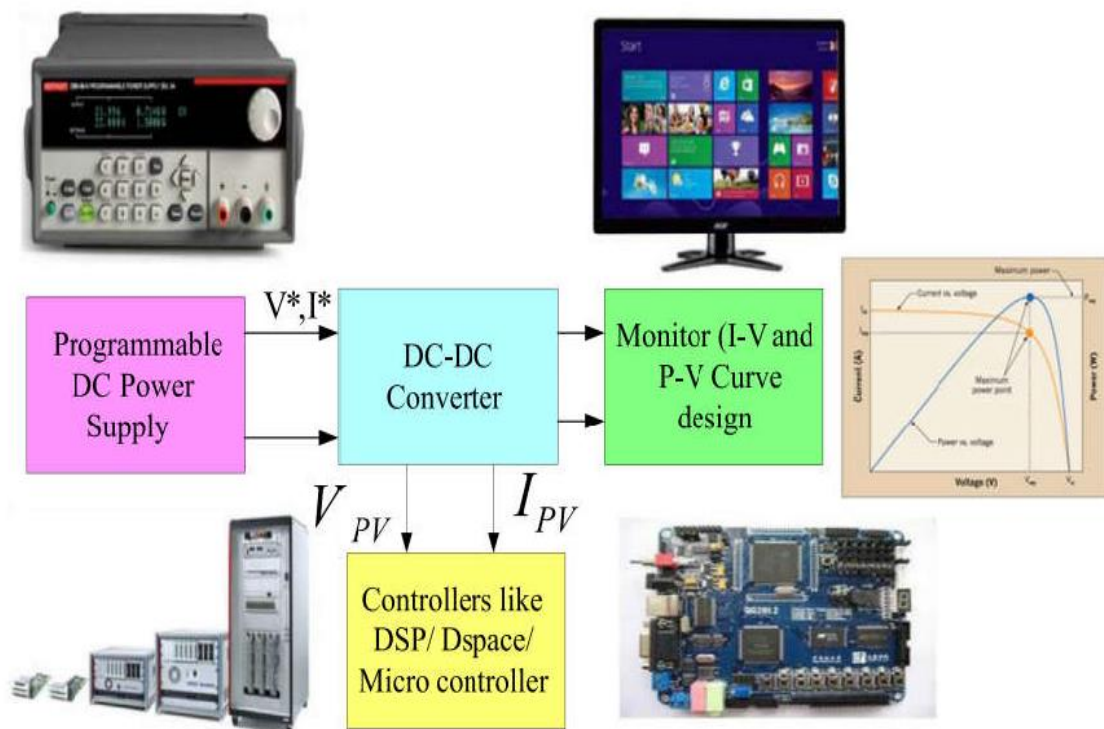 Start
V*,I*
Programmable
DC Power
Supply
DC-DC
Converter
Monitor (I-V and
P-V Curve
design
Maximum power
Current vs. voltage
Current (A)
Power (W)
Maximum
power point
Power vs. voltage
Voltage (V)
V PV
I PV
Controllers like
DSP/ Dspace/
Micro controller